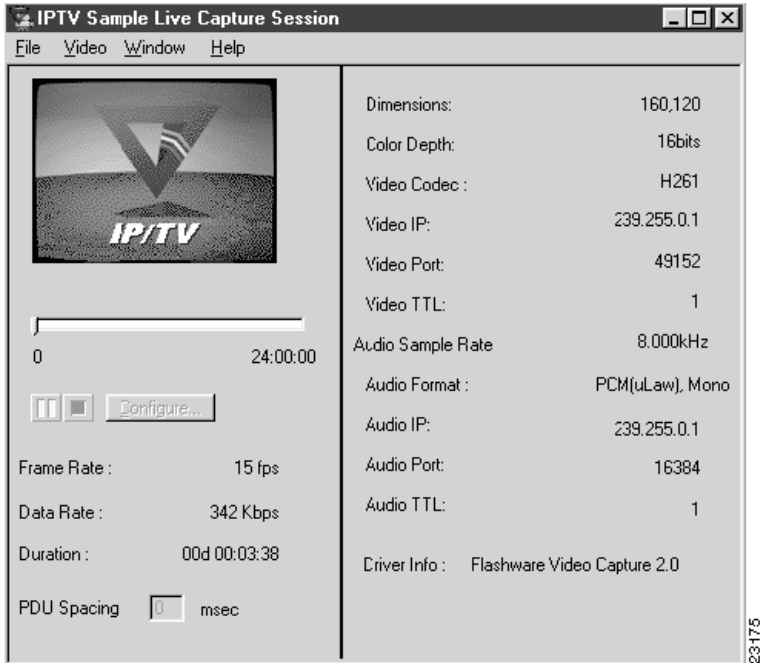 IPTV Sample Live Capture Session
File Video Window Help
IP/TV
0 24:00:00
Configure...
Frame Rate : 15 fps
Data Rate : 342 Kbps
Duration : 00d 00:03:38
PDU Spacing 0 msec
Dimensions: 160,120
Color Depth: 16bits
Video Codec : H261
Video IP: 239.255.0.1
Video Port: 49152
Video TTL: 1
Audio Sample Rate 8.000kHz
Audio Format : PCM(uLaw), Mono
Audio IP: 239.255.0.1
Audio Port: 16384
Audio TTL: 1
Driver Info : Flashware Video Capture 2.0
23175